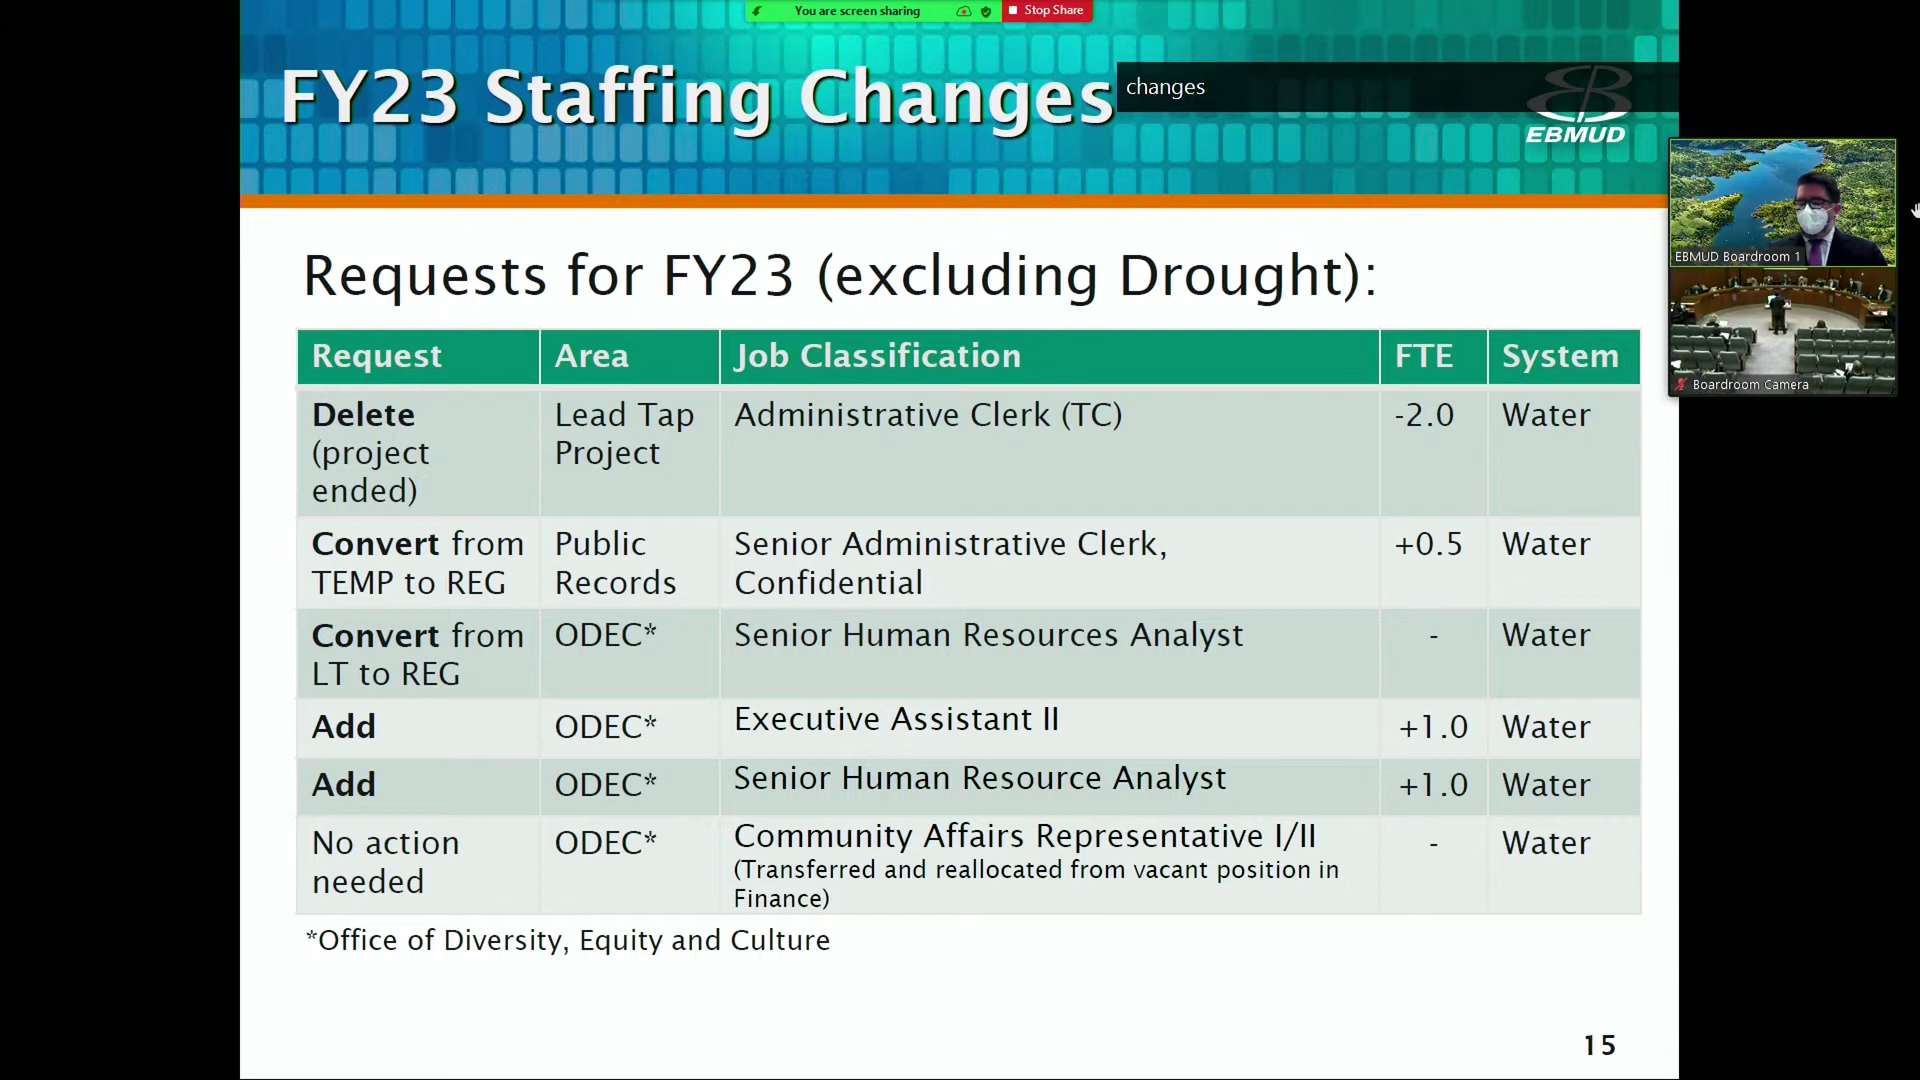 You are screen sharing
Stop Share
FY23 Staffing Changes
changes
EBMUD
EBMUD Boardroom 1
Boardroom Camera
Requests for FY23 (excluding Drought):
Request Area Job Classification FTE System
Delete Lead Tap Administrative Clerk (TC) -2.0 Water
(project Project
ended)
Convert from Public Senior Administrative Clerk, +0.5 Water
TEMP to REG Records Confidential
Convert from ODEC* Senior Human Resources Analyst - Water
LT to REG
Add ODEC* Executive Assistant II +1.0 Water
Add ODEC* Senior Human Resource Analyst +1.0 Water
No action ODEC* Community Affairs Representative I/II - Water
needed (Transferred and reallocated from vacant position in
Finance)
*Office of Diversity, Equity and Culture
15